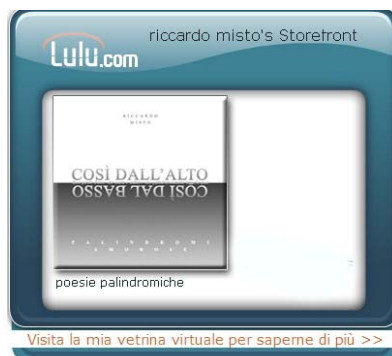 riccardo misto's Storefront
Lulu.com
RICCARDO
MISTO
COSÌ DALL'ALTO
COSÌ DAL BASSO
PALINDROMI
AMOROSE
poesie palindromiche
Visita la mia vetrina virtuale per saperne di più >>